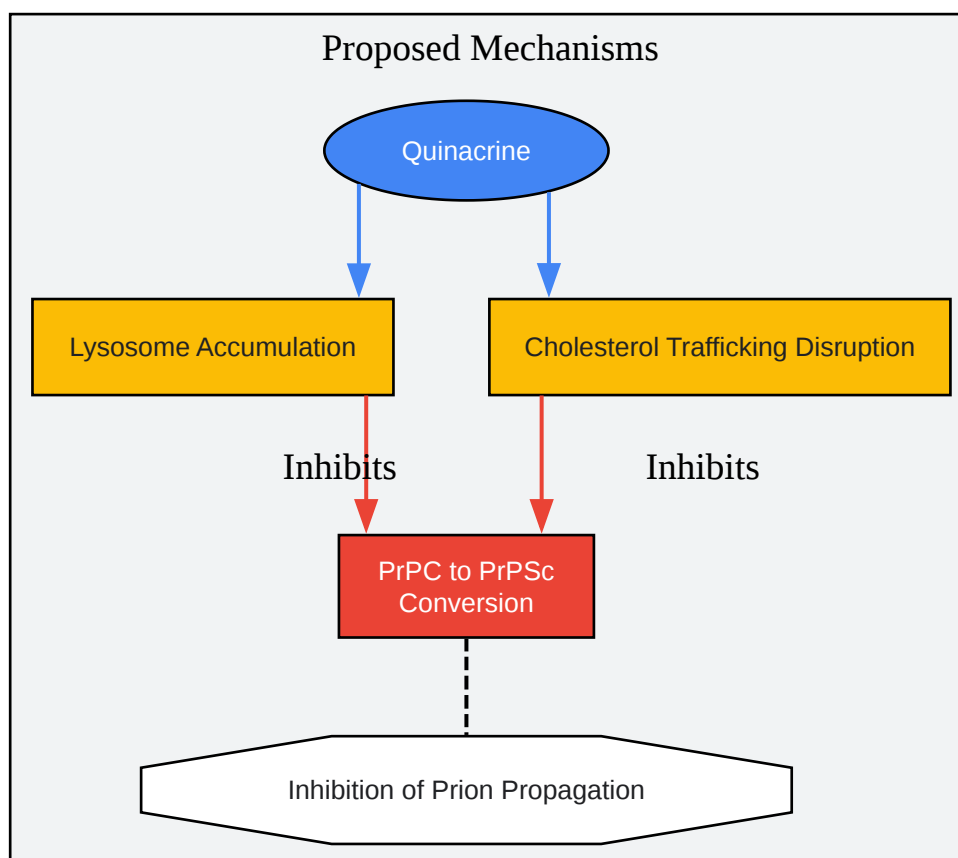 Proposed Mechanisms
Quinacrine
Lysosome Accumulation
Cholesterol Trafficking Disruption
Inhibits
Inhibits
PrPC to PrPSc
Conversion
Inhibition of Prion Propagation